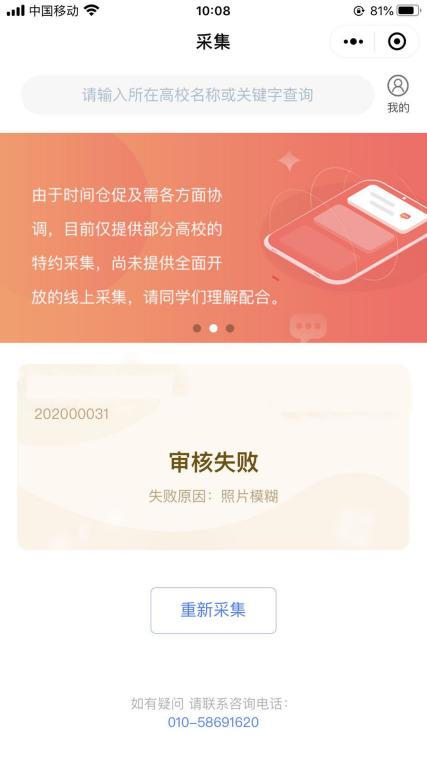 中国移动 10:08 81%
采集
请输入所在高校名称或关键字查询
我的
由于时间仓促及需各方面协
调，目前仅提供部分高校的
特约采集，尚未提供全面开
放的线上采集，请同学们理解配合。
202000031
审核失败
失败原因：照片模糊
重新采集
如有疑问 请联系咨询电话：
010-58691620